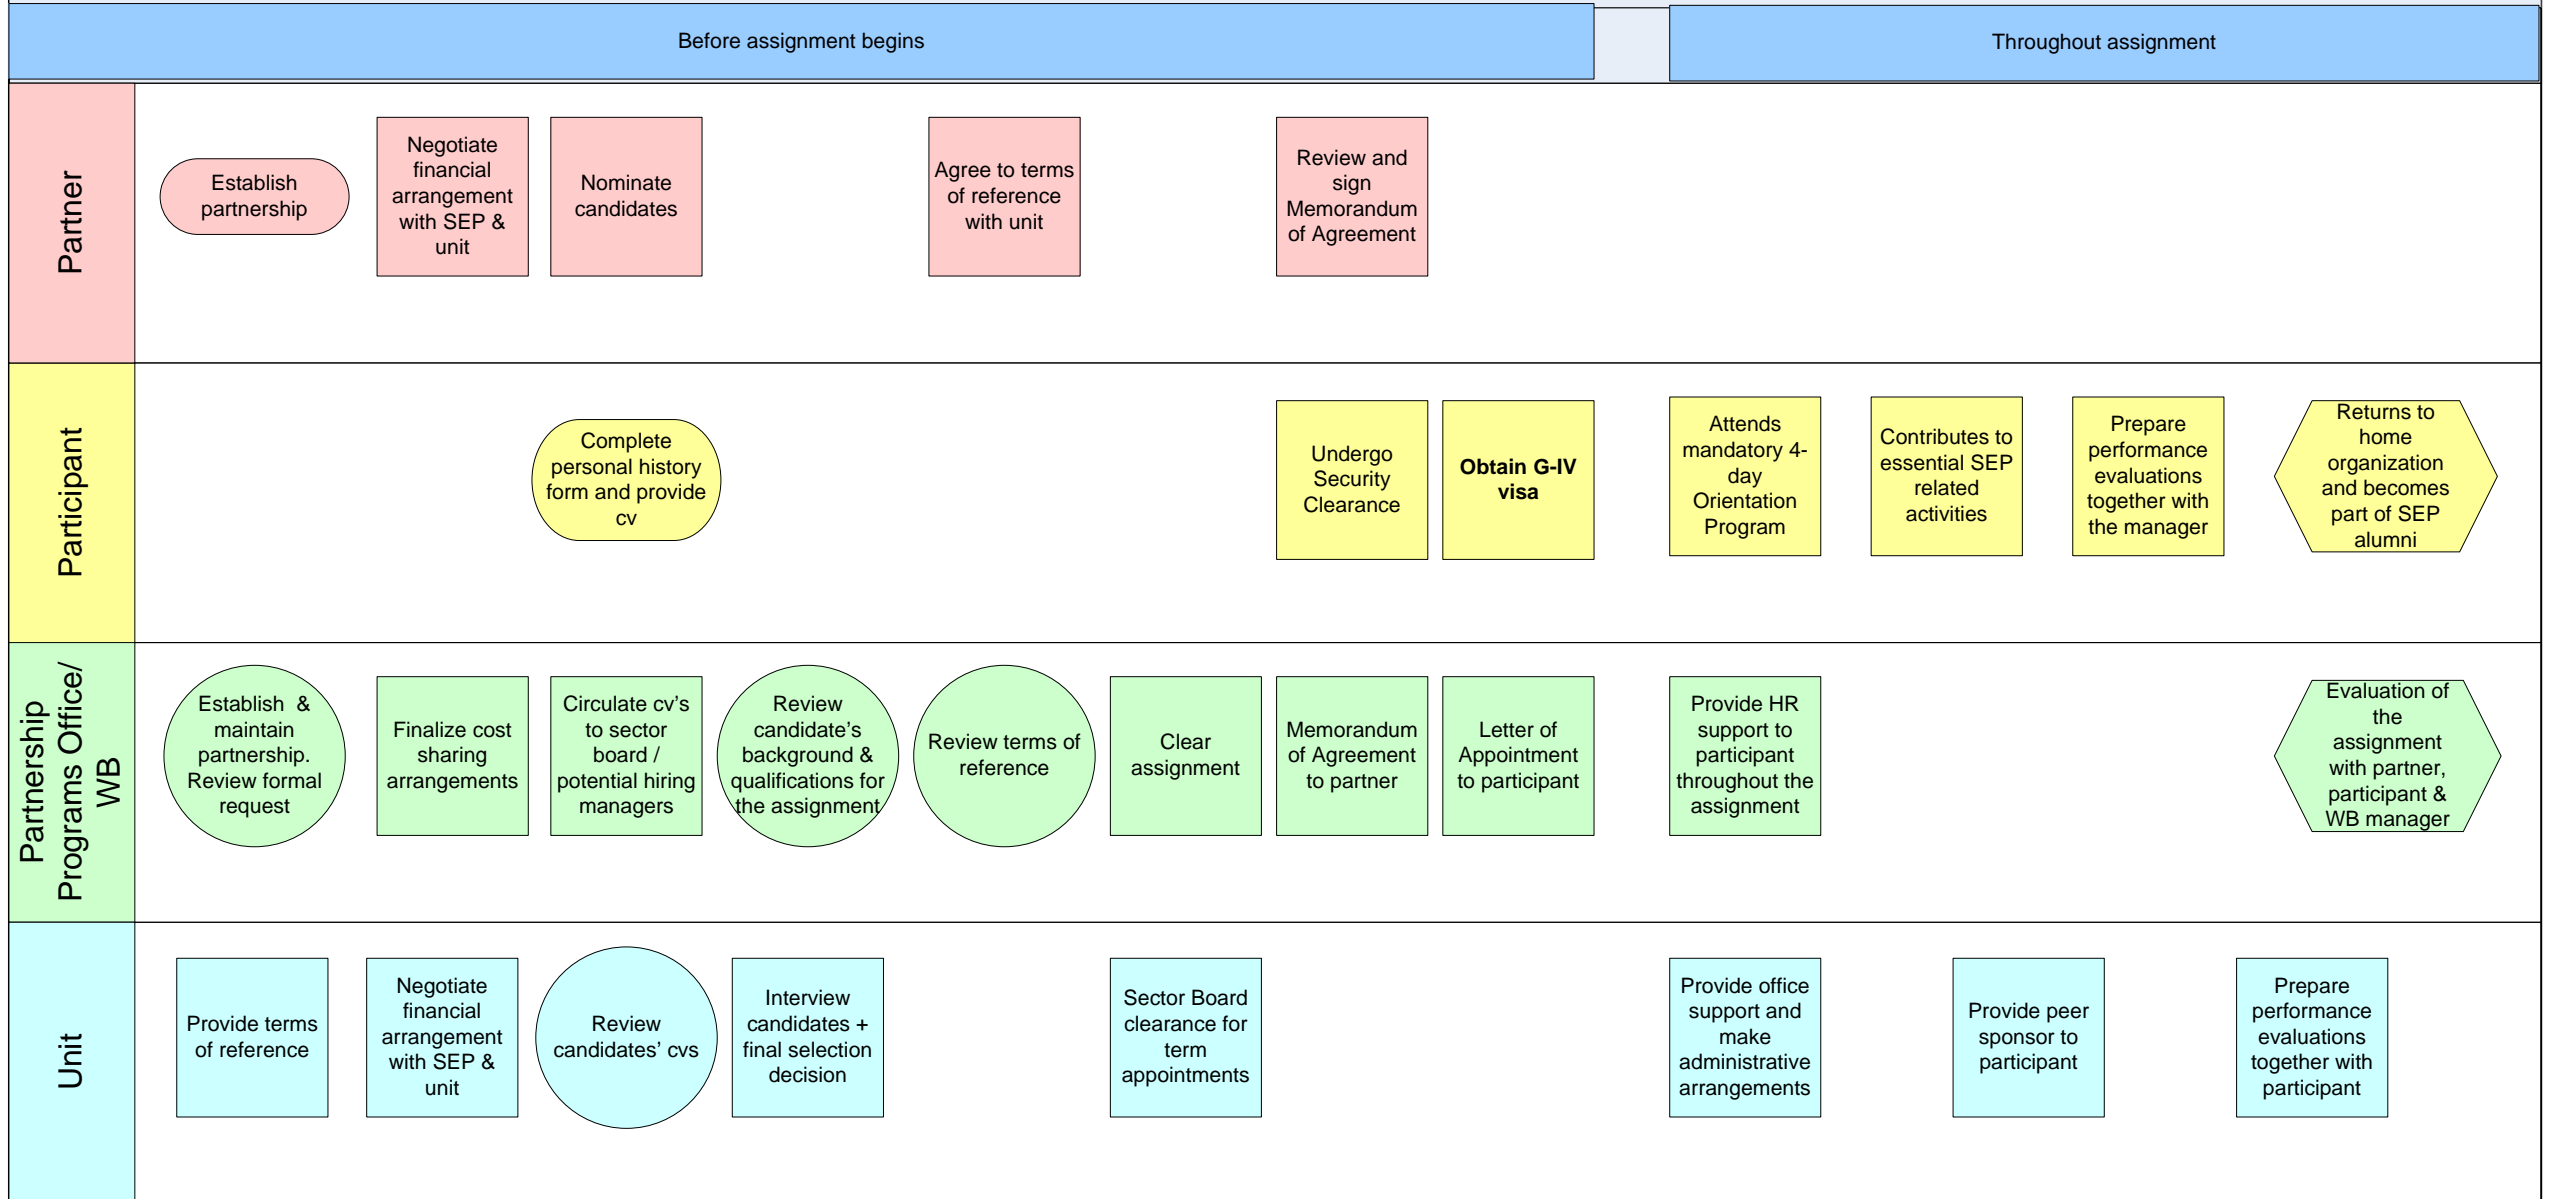 Before assignment begins
Throughout assignment
Partner
Establish
partnership
Negotiate
financial
arrangement
with SEP &
unit
Nominate
candidates
Agree to terms
of reference
with unit
Review and
sign
Memorandum
of Agreement
Participant
Complete
personal history
form and provide
cv
Undergo
Security
Clearance
Obtain G-IV
visa
Attends
mandatory 4-
day
Orientation
Program
Contributes to
essential SEP
related
activities
Prepare
performance
evaluations
together with
the manager
Returns to
home
organization
and becomes
part of SEP
alumni
Partnership
Programs Office/
WB
Establish &
maintain
partnership.
Review formal
request
Finalize cost
sharing
arrangements
Circulate cv's
to sector
board /
potential hiring
managers
Review
candidate's
background &
qualifications for
the assignment
Review terms of
reference
Clear
assignment
Memorandum
of Agreement
to partner
Letter of
Appointment
to participant
Provide HR
support to
participant
throughout the
assignment
Evaluation of
the
assignment
with partner,
participant &
WB manager
Unit
Provide terms
of reference
Negotiate
financial
arrangement
with SEP &
unit
Review
candidates' cvs
Interview
candidates +
final selection
decision
Sector Board
clearance for
term
appointments
Provide office
support and
make
administrative
arrangements
Provide peer
sponsor to
participant
Prepare
performance
evaluations
together with
participant